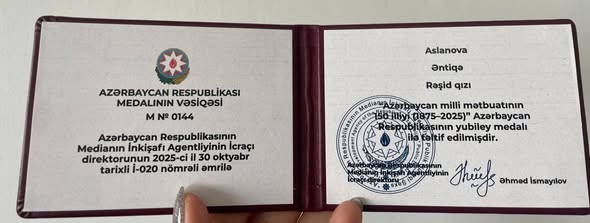 AZƏRBAYCAN RESPUBLİKASI
MEDALININ VƏSİQƏSİ
M № 0144
Azərbaycan Respublikasının
Medianın İnkişafı Agentliyinin İcraçı
direktorunun 2025-ci il 30 oktyabr
tarixli İ-020 nömrəli əmrilə
Aslanova
Əntiqə
Rəşid qızı
"Azərbaycan milli mətbuatının
150 illiyi (1875–2025)" Azərbaycan
Respublikasının yubiley medalı
ilə təltif edilmişdir.
Azərbaycan Respublikasının
Medianın İnkişafı Agentliyinin
İcraçı direktoru
Əhməd İsmayılov